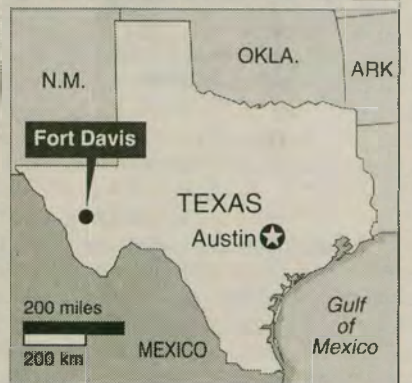 OKLA.
ARK
N.M.
Fort Davis
TEXAS
Austin
200 miles
200 km
MEXICO
Gulf
of
Mexico